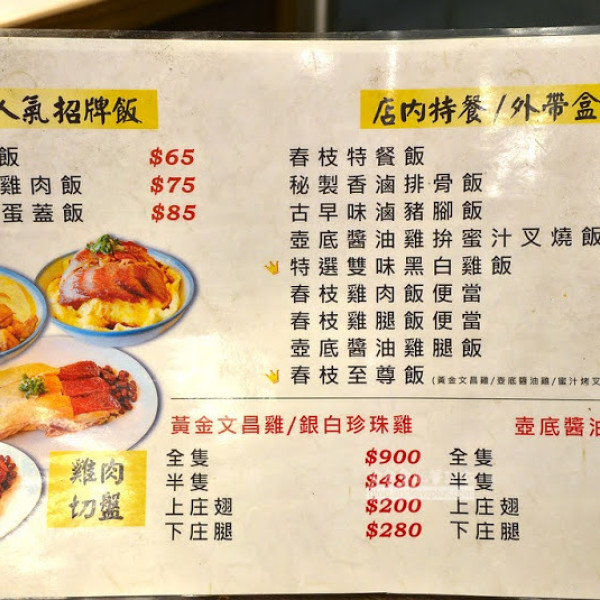 人氣招牌飯
飯 $65
雞肉飯 $75
蛋蓋飯 $85
店內特餐/外帶盒
春枝特餐飯
秘製香滷排骨飯
古早味滷豬腳飯
壺底醬油雞拚蜜汁叉燒飯
特選雙味黑白雞飯
春枝雞肉飯便當
春枝雞腿飯便當
壺底醬油雞腿飯
春枝至尊飯 (黃金文昌雞/壺底醬油雞/蜜汁烤叉
黃金文昌雞/銀白珍珠雞
雞肉切盤
全隻 $900
半隻 $480
上庄翅 $200
下庄腿 $280
壺底醬油
全隻
半隻
上庄翅
下庄腿